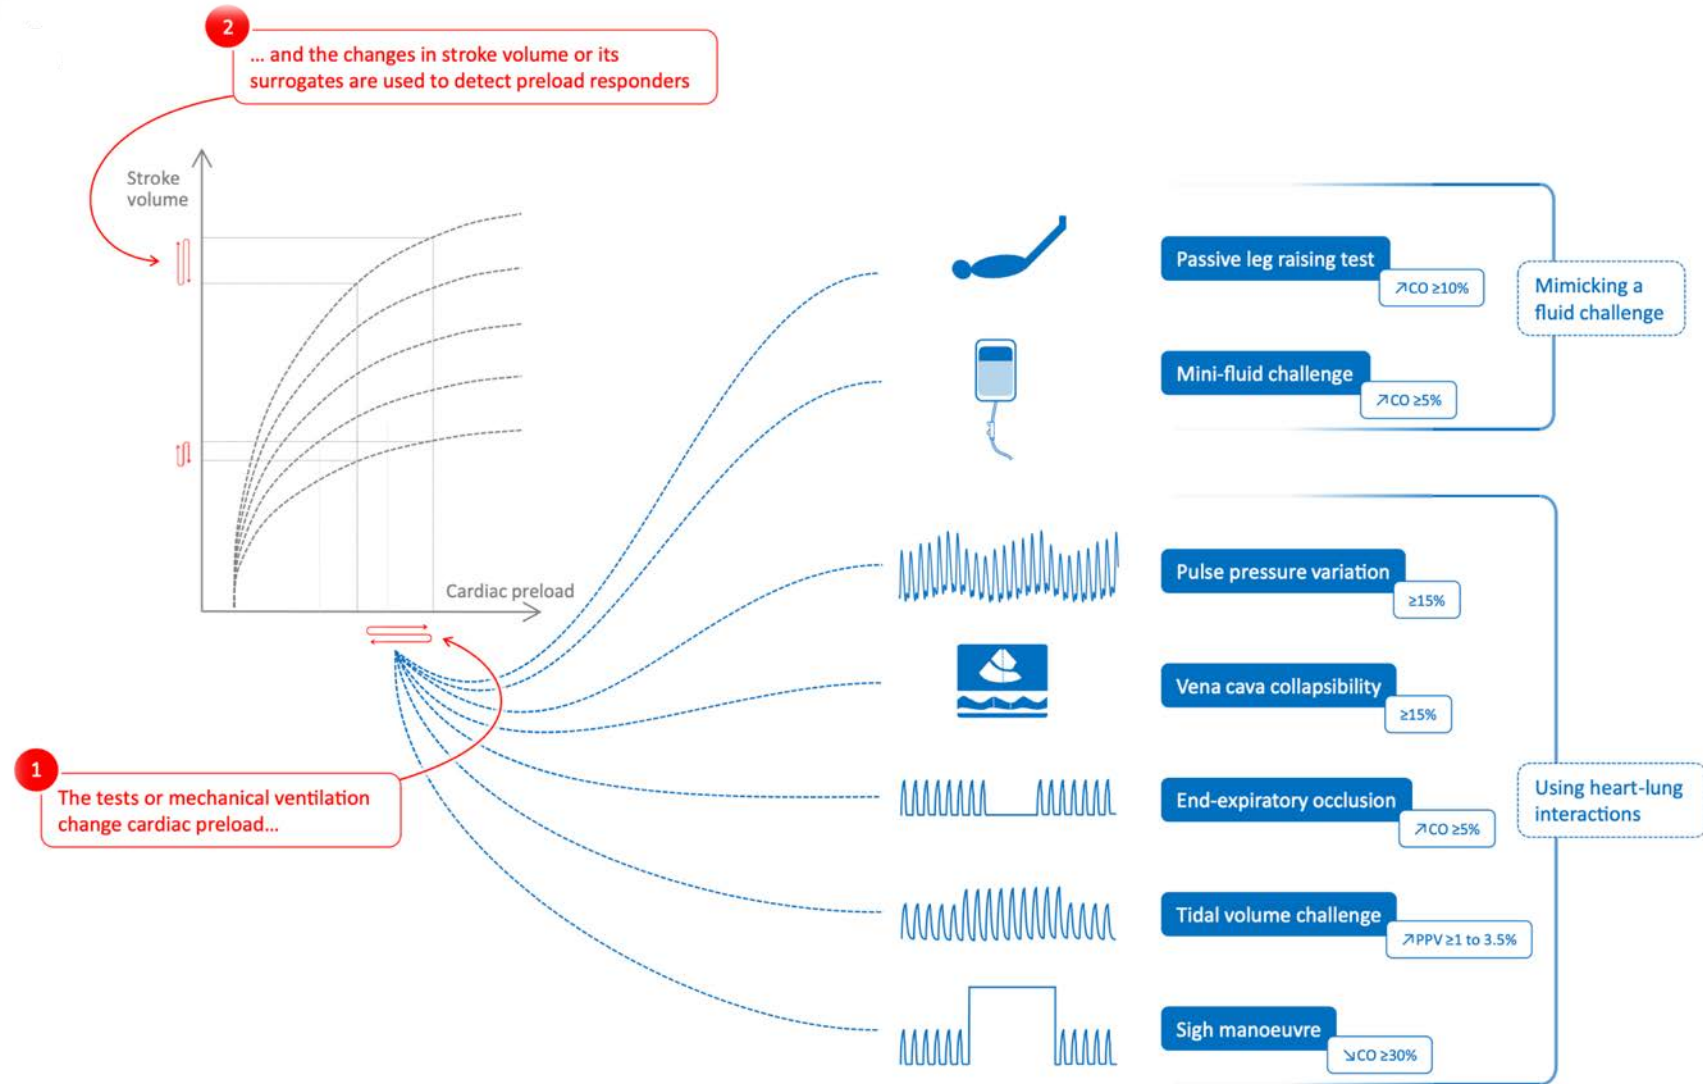 2
... and the changes in stroke volume or its
surrogates are used to detect preload responders
Stroke
volume
Cardiac preload
1
The tests or mechanical ventilation
change cardiac preload...
Passive leg raising test
↗CO ≥10%
Mini-fluid challenge
↗CO ≥5%
Mimicking a
fluid challenge
Pulse pressure variation
≥15%
Vena cava collapsibility
≥15%
End-expiratory occlusion
↗CO ≥5%
Tidal volume challenge
↗PPV ≥1 to 3.5%
Sigh manoeuvre
↘CO ≥30%
Using heart-lung
interactions